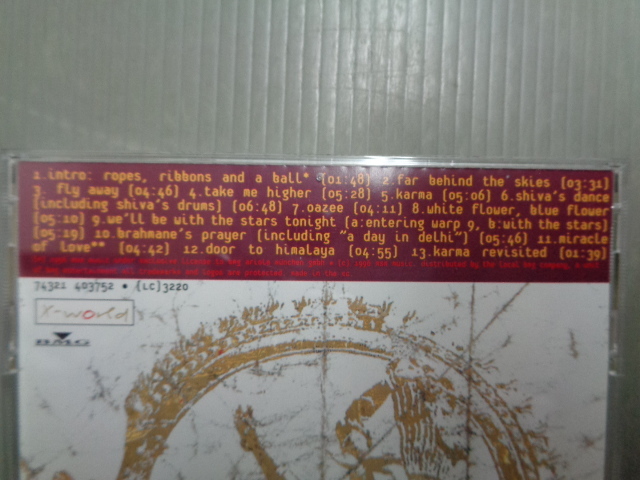 1.intro: ropes, ribbons and a ball* [01:48] 2.far behind the skies [03:31]
3. fly away [04:46] 4.take me higher [05:28] 5.karma [05:06] 6.shiva's dance
[including shiva's drums] [06:48] 7.oazee [04:11] 8.white flower, blue flower
[05:10] 9.we'll be with the stars tonight [a:entering warp 9, b:with the stars]
[05:19] 10.brahmane's prayer [including "a day in delhi"] [05:46] 11.miracle
of love** [04:42] 12.door to himalaya [04:55] 13.karma revisited [01:39]
made in the ec
74321 403752 • [LC]3220
x-world
BMG